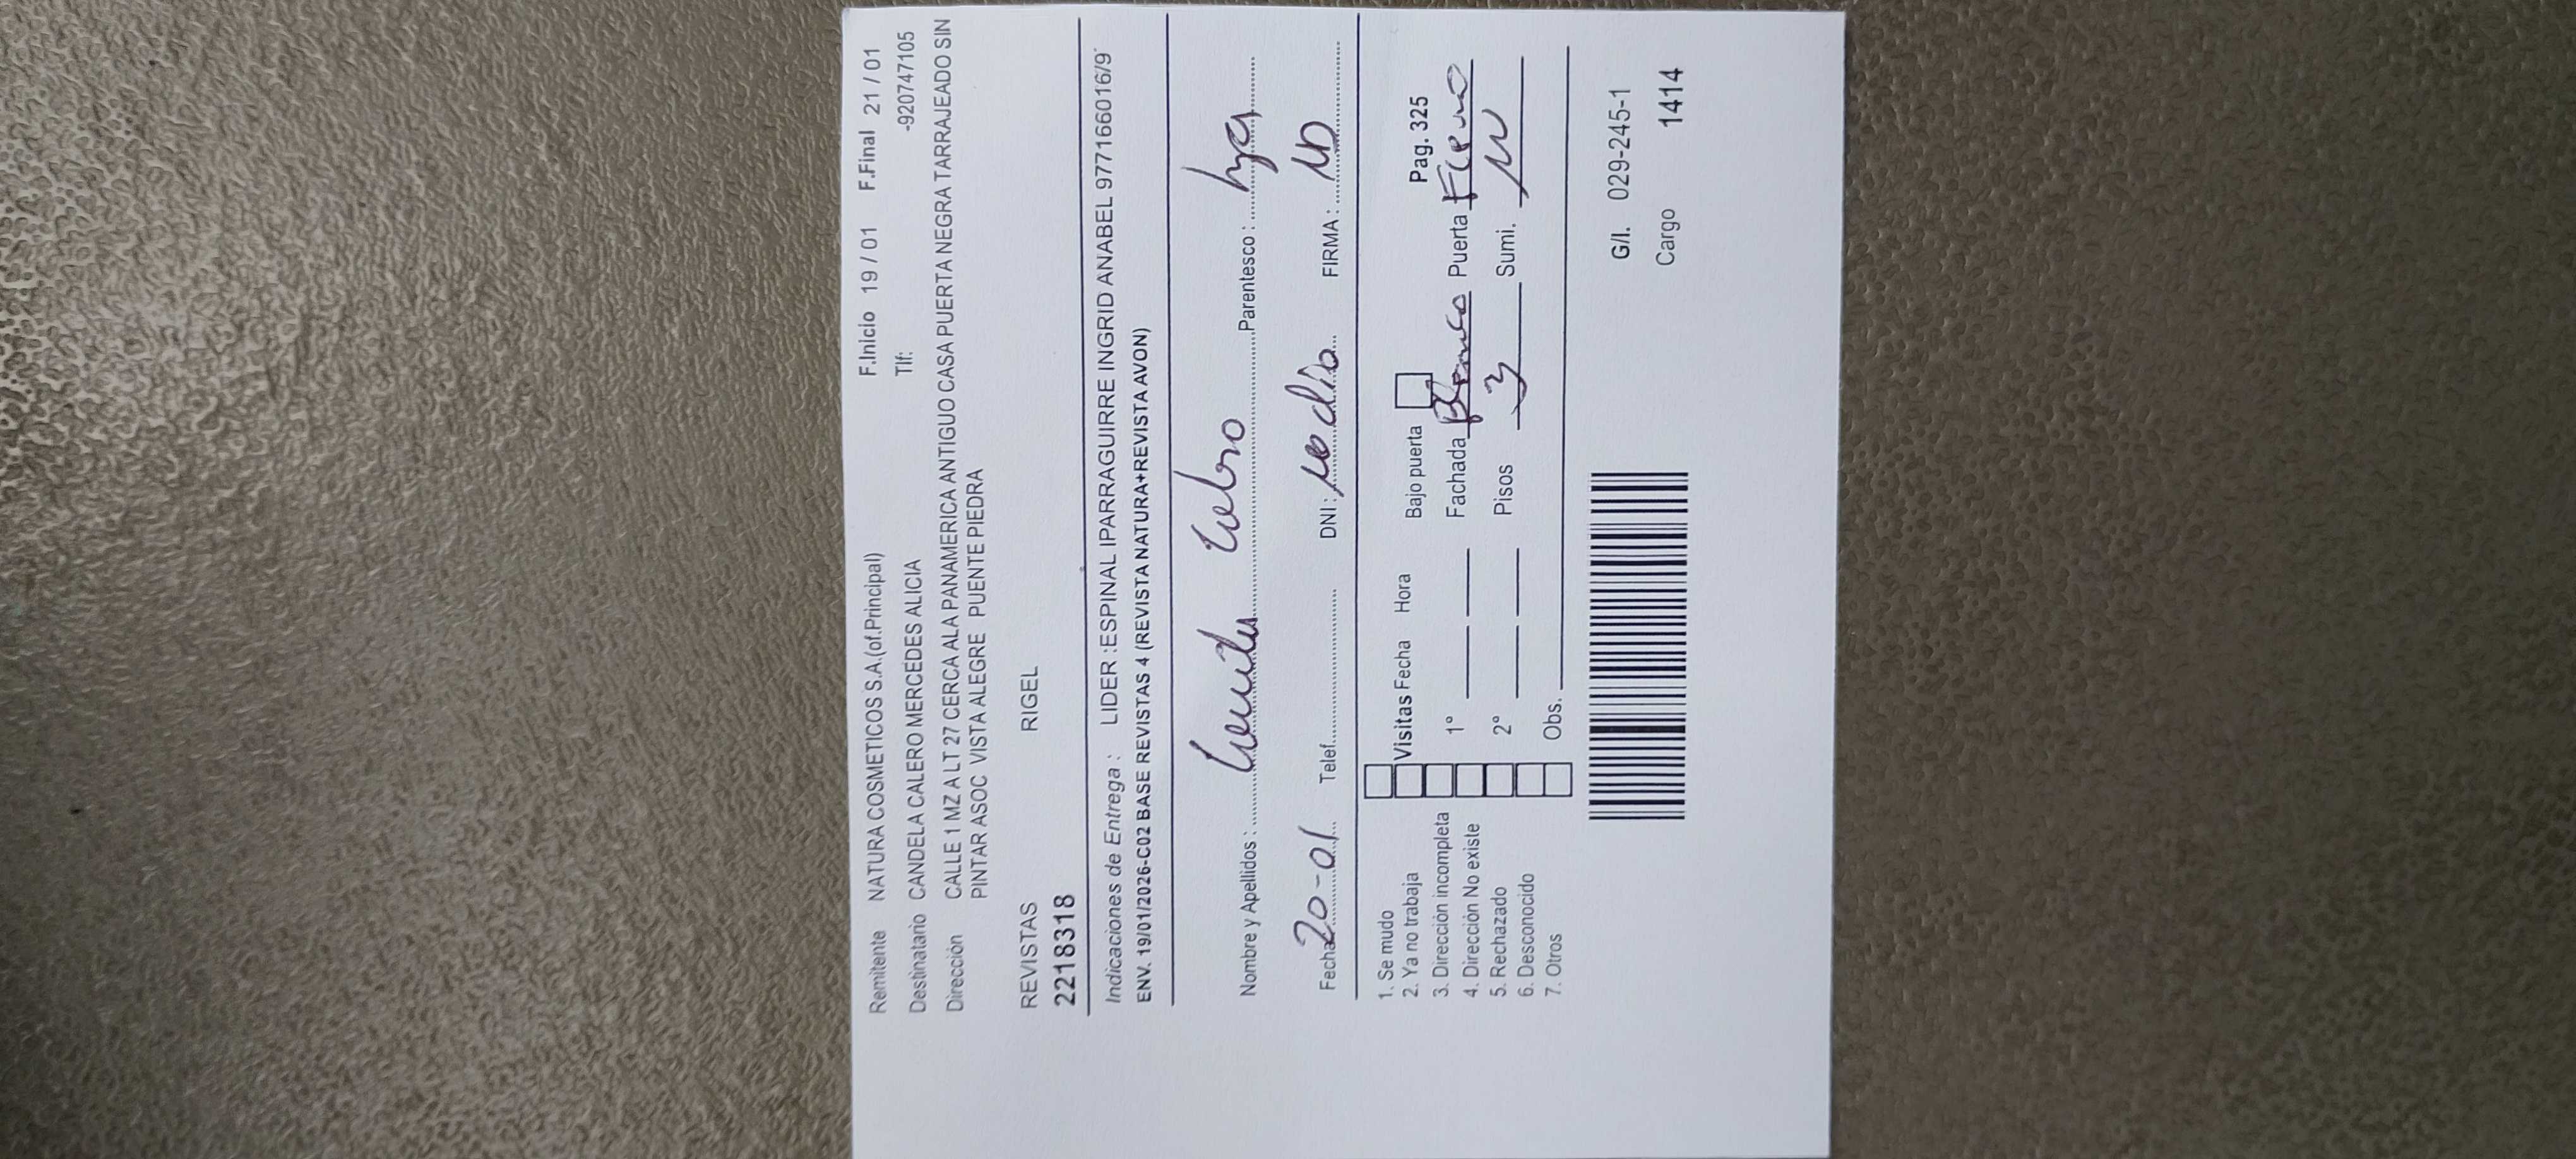 Remitente NATURA COSMETICOS S.A.(of.Principal) F.Inicio 19 / 01 F.Final 21 / 01
Destinatario CANDELA CALERO MERCEDES ALICIA Tlf: -920747105
Dirección CALLE 1 MZ A LT 27 CERCA ALA PANAMERICA ANTIGUO CASA PUERTA NEGRA TARRAJEADO SIN
PINTAR ASOC VISTA ALEGRE PUENTE PIEDRA
REVISTAS RIGEL
2218318
Indicaciones de Entrega : LIDER :ESPINAL IPARRAGUIRRE INGRID ANABEL 977166016/9
ENV. 19/01/2026-C02 BASE REVISTAS 4 (REVISTA NATURA+REVISTA AVON)
Nombre y Apellidos : Parentesco :
Fecha 20-01 Telef. DNI : no dio FIRMA :
1. Se mudo
2. Ya no trabaja Visitas Fecha Hora Bajo puerta Pag. 325
3. Dirección incompleta 1° Fachada Blanco Puerta Fierro
4. Dirección No existe
5. Rechazado 2° Pisos 3 Sumi.
6. Desconocido
7. Otros Obs.
G/I. 029-245-1
Cargo 1414